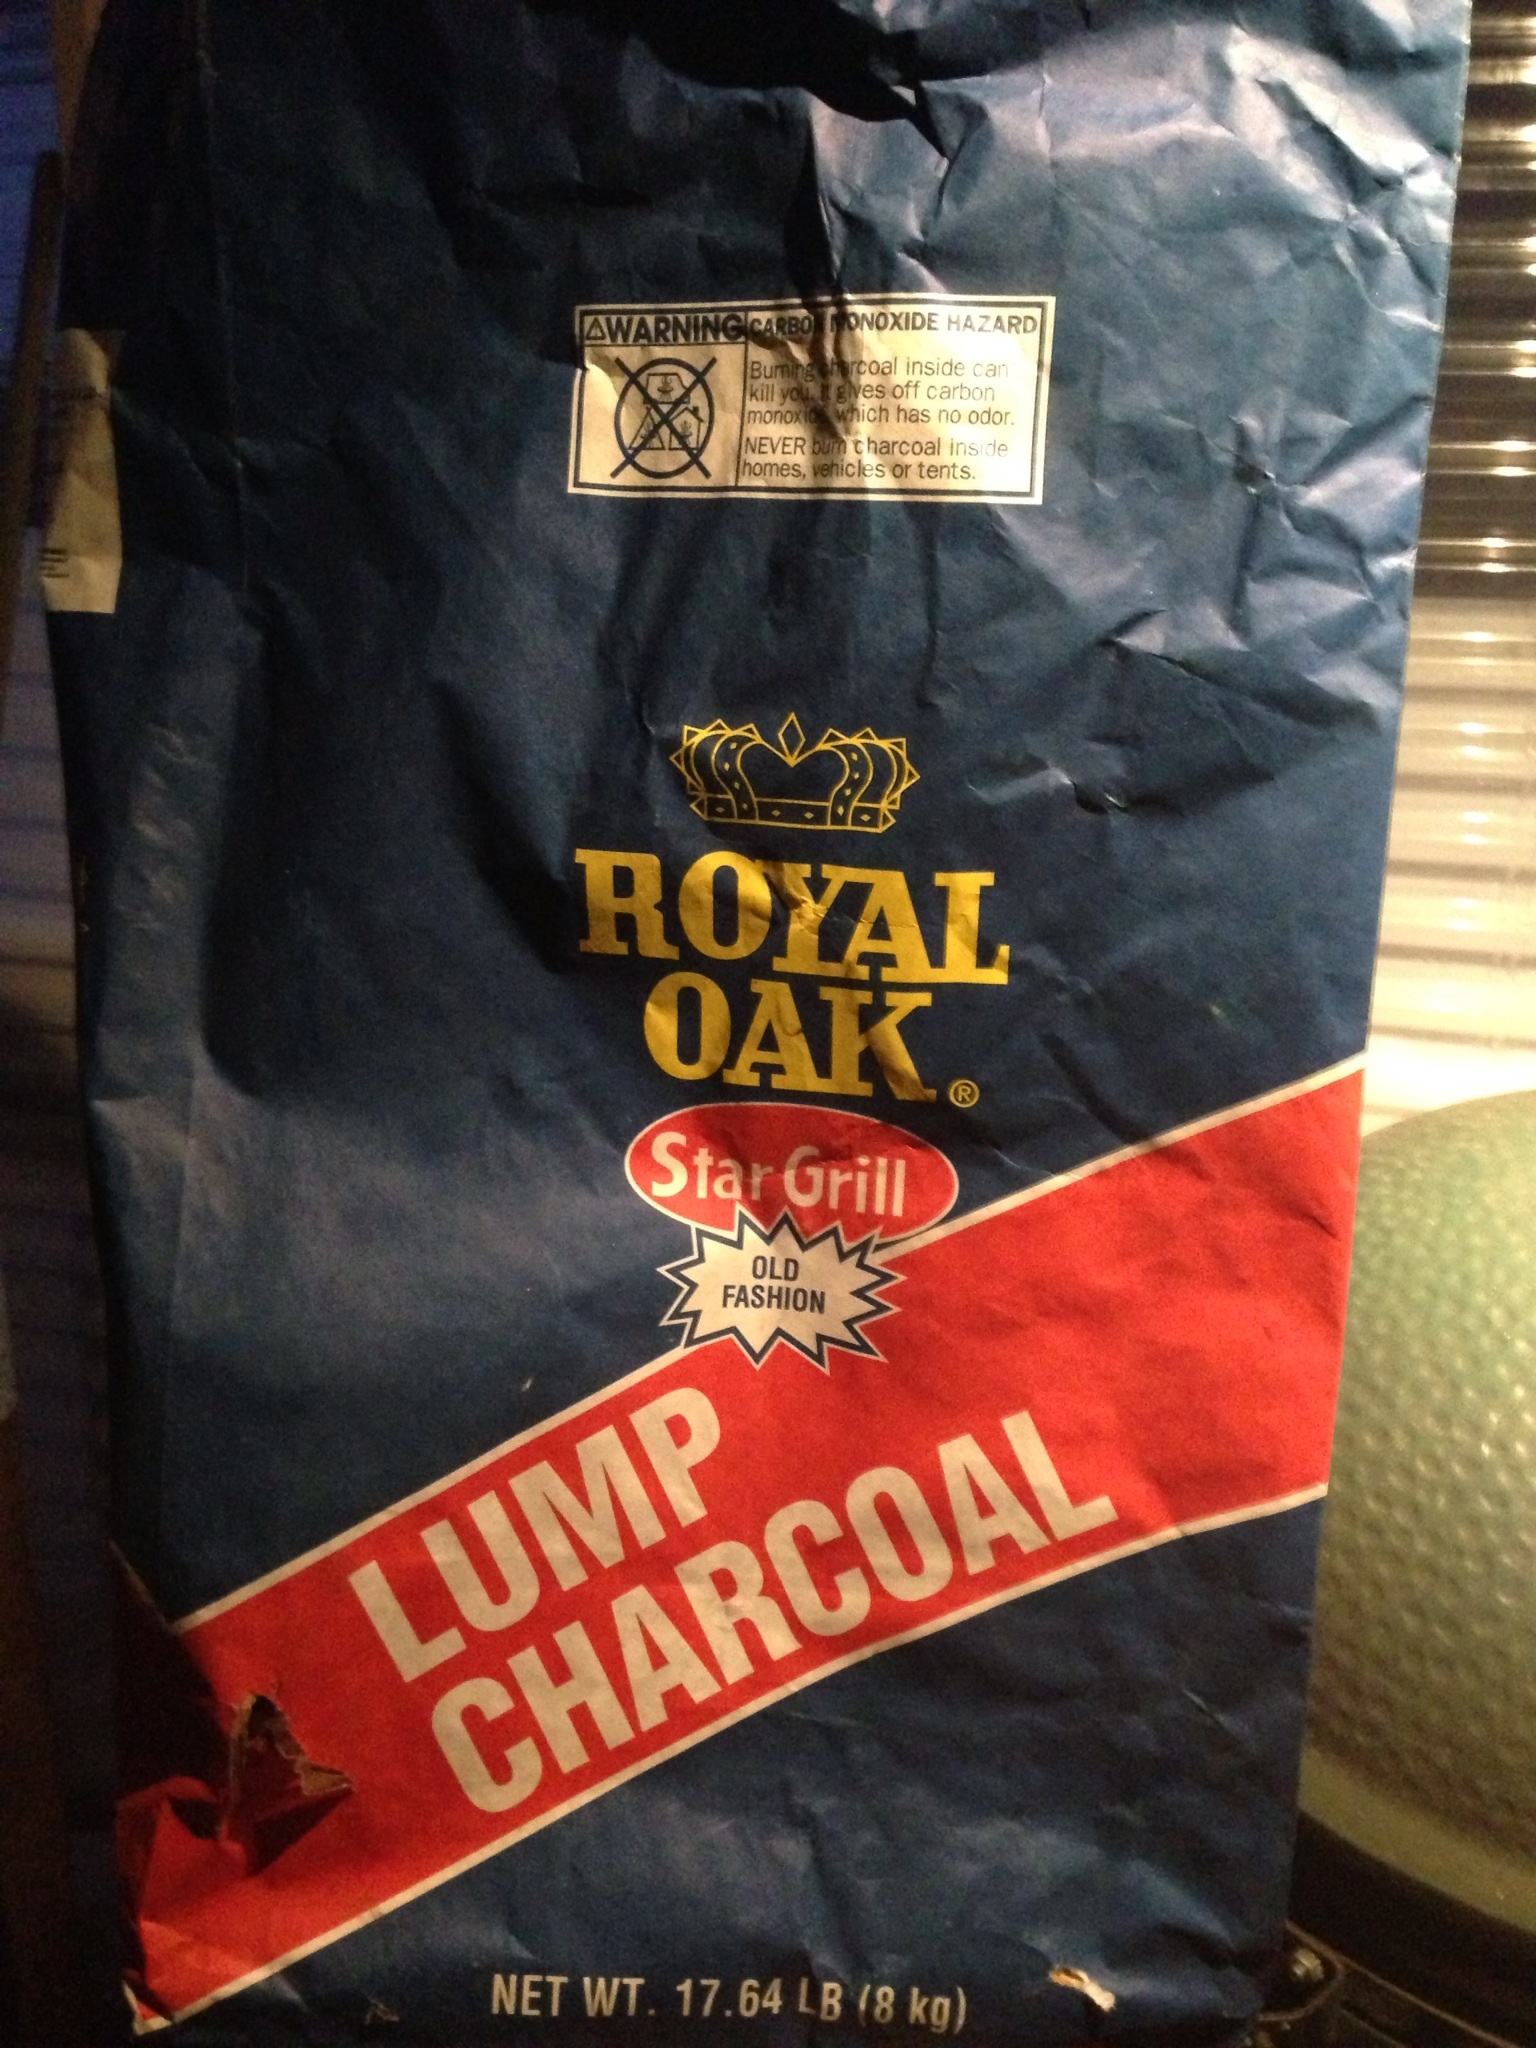 WARNING
CARBON MONOXIDE HAZARD
Burning charcoal inside can
kill you. It gives off carbon
monoxide which has no odor.
NEVER burn charcoal inside
homes, vehicles or tents.
ROYAL
OAK®
Star Grill
OLD
FASHION
LUMP
CHARCOAL
NET WT. 17.64 LB (8 kg)